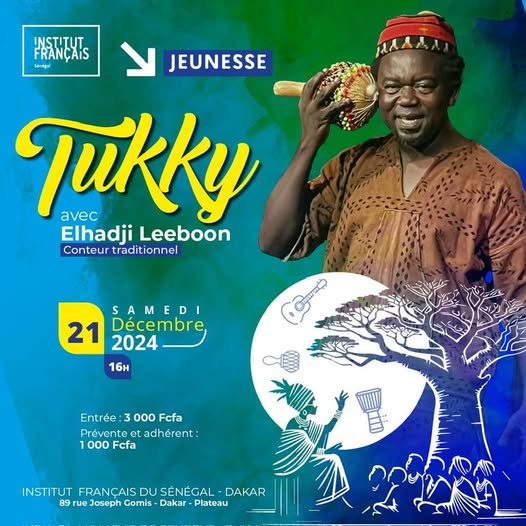 INSTITUT
FRANÇAIS
Sénégal
JEUNESSE
Tukky
avec
Elhadji Leeboon
Conteur traditionnel
21
SAMEDI
Décembre
2024
16H
Entrée : 3 000 Fcfa
Prévente et adhérent :
1 000 Fcfa
INSTITUT FRANÇAIS DU SÉNÉGAL - DAKAR
89 rue Joseph Gomis - Dakar - Plateau